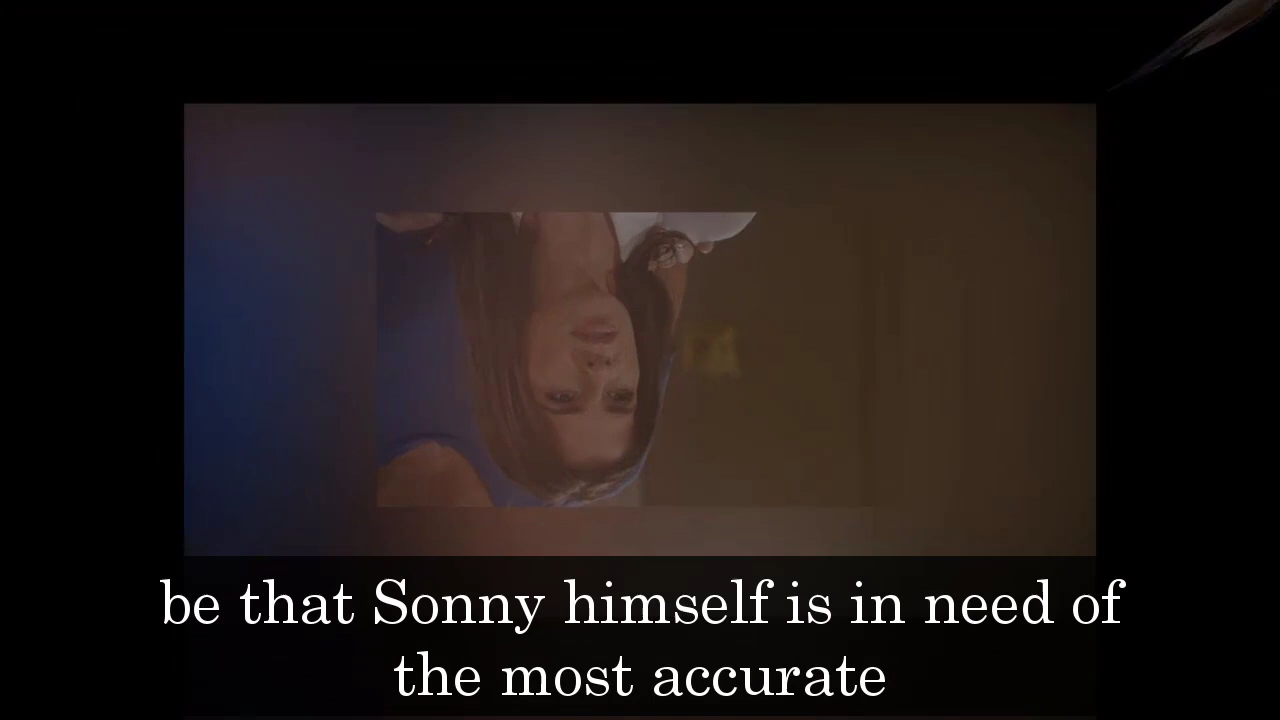 be that Sonny himself is in need of
the most accurate